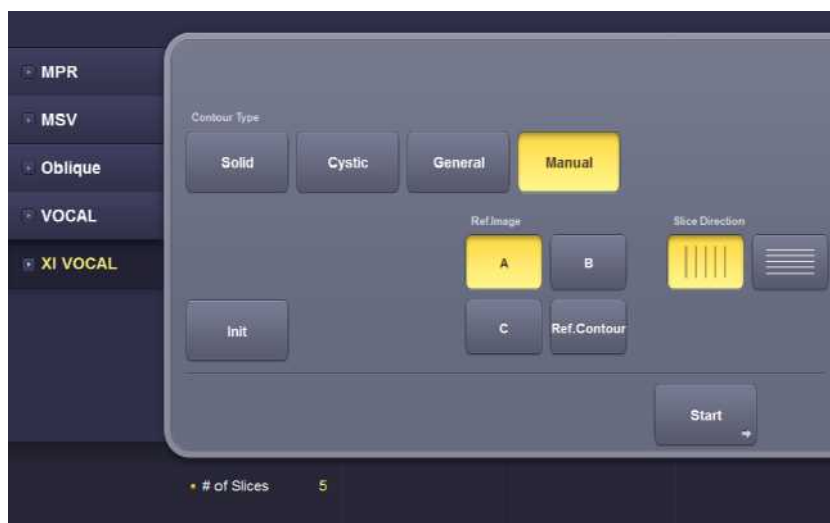 MPR
MSV
Oblique
VOCAL
XI VOCAL
Contour Type
Solid Cystic General Manual
Ref.Image Slice Direction
A B
C Ref.Contour
Init
Start
# of Slices 5